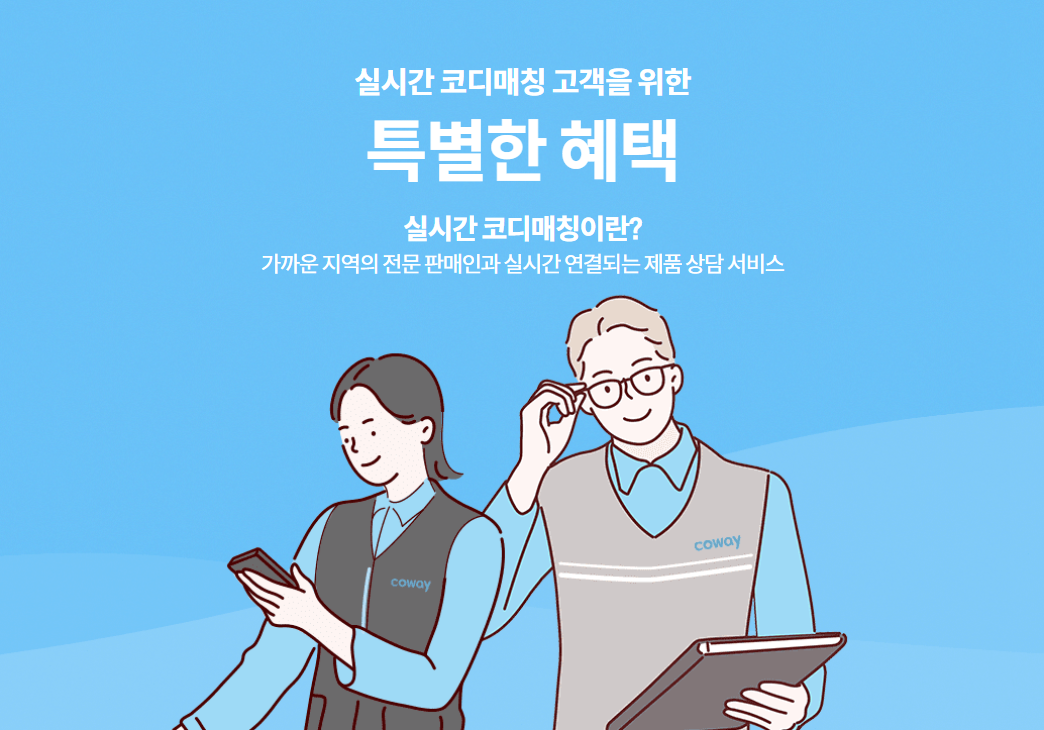 실시간 코디매칭 고객을 위한
특별한 혜택
실시간 코디매칭이란?
가까운 지역의 전문 판매인과 실시간 연결되는 제품 상담 서비스
coway
coway